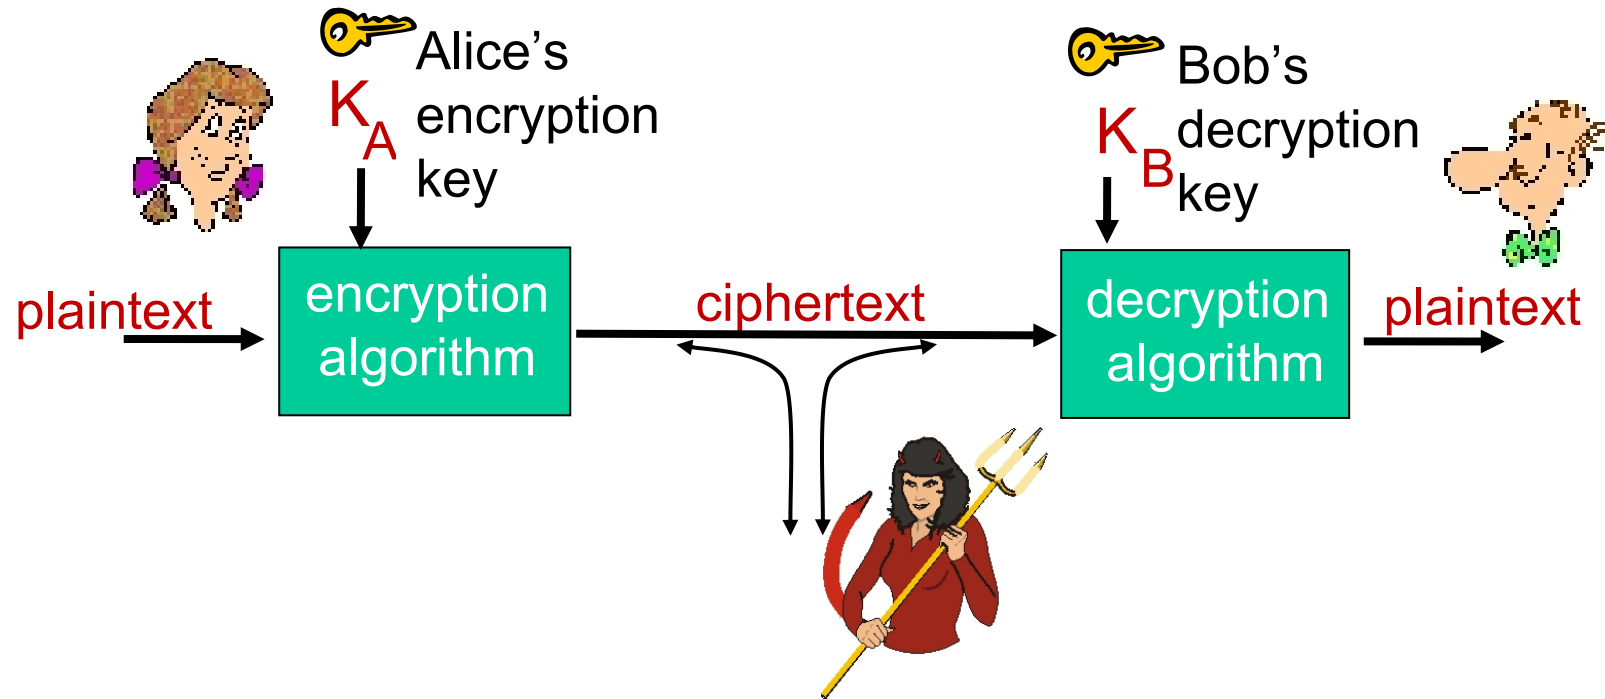 Alice’s
encryption
key
K
A
Bob’s
decryption
key
K
B
plaintext
encryption
algorithm
ciphertext
decryption
algorithm
plaintext